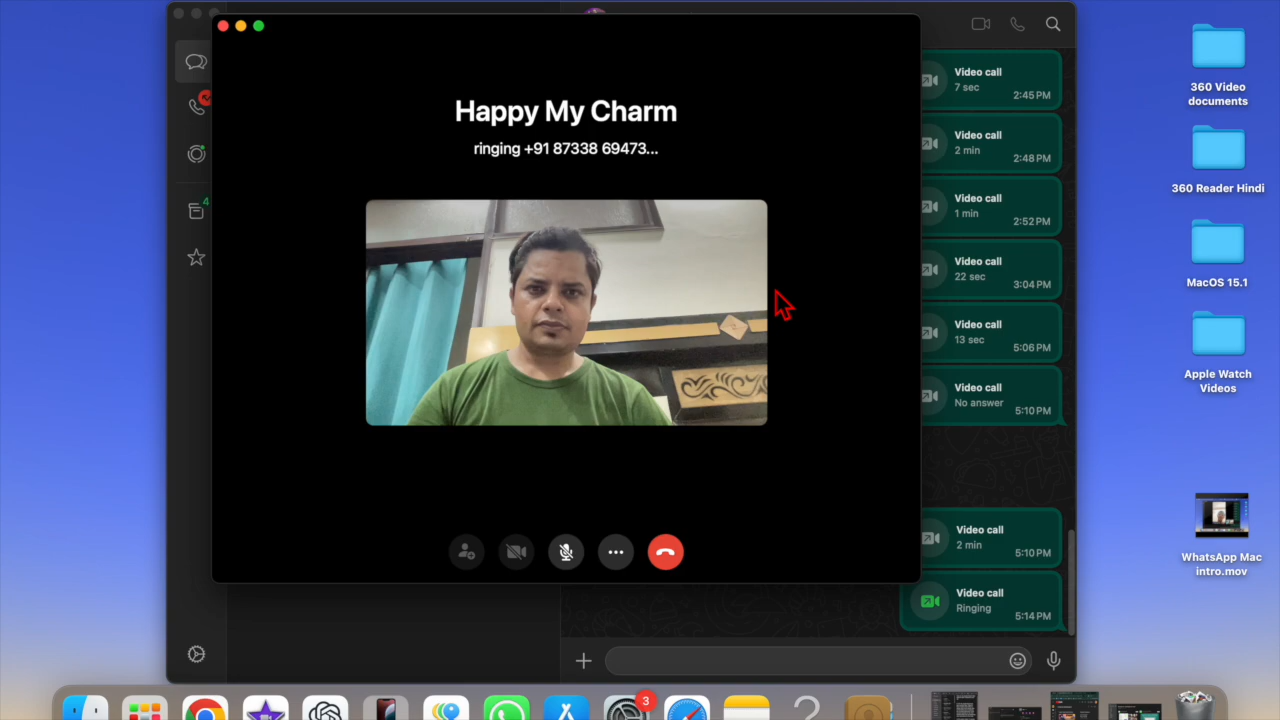 Happy My Charm
ringing +91 87338 69473...
Video call
7 sec
2:45 PM
Video call
2 min
2:48 PM
Video call
1 min
2:52 PM
Video call
22 sec
3:04 PM
Video call
13 sec
5:06 PM
Video call
No answer
5:10 PM
Video call
2 min
5:10 PM
Video call
Ringing
5:14 PM
4
360 Video
documents
360 Reader Hindi
MacOS 15.1
Apple Watch
Videos
WhatsApp Mac
intro.mov
3